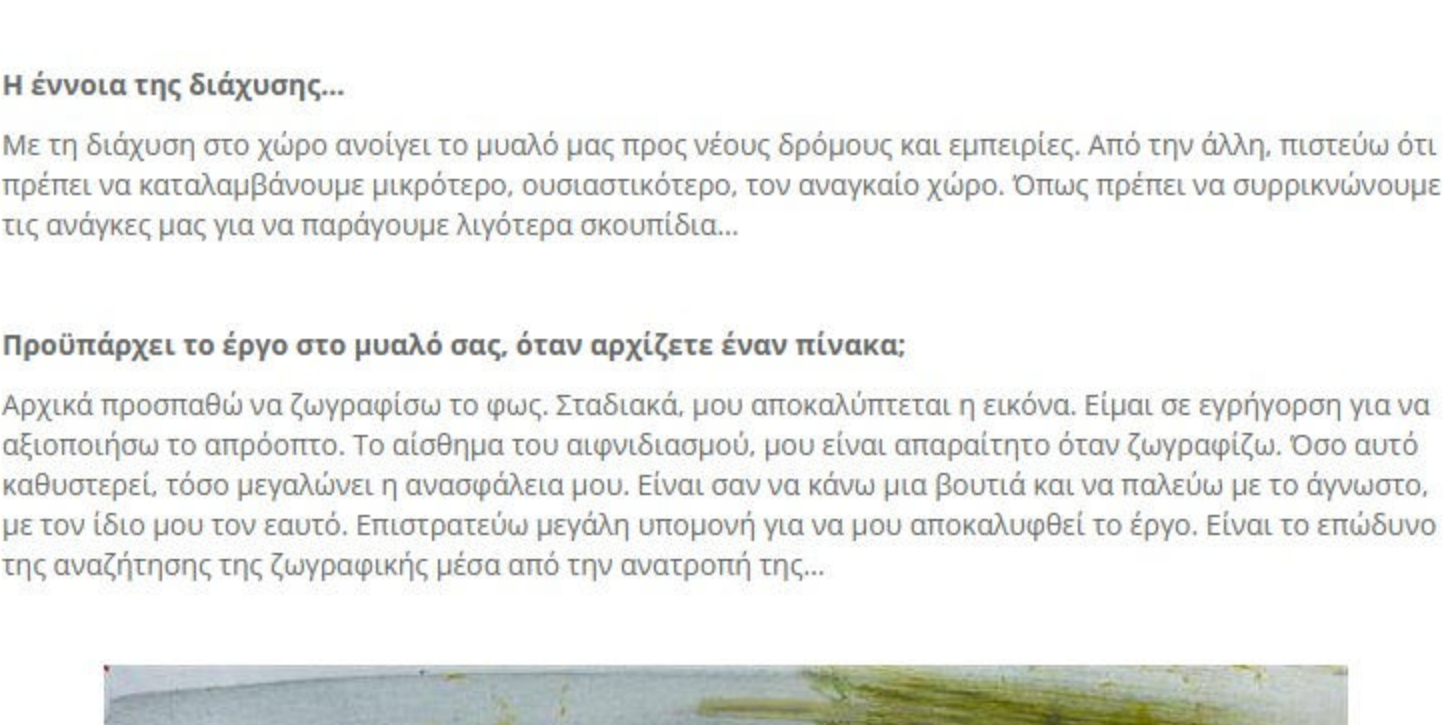 Η έννοια της διάχυσης...
Με τη διάχυση στο χώρο ανοίγει το μυαλό μας προς νέους δρόμους και εμπειρίες. Από την άλλη, πιστεύω ότι
πρέπει να καταλαμβάνουμε μικρότερο, ουσιαστικότερο, τον αναγκαίο χώρο. Όπως πρέπει να συρρικνώνουμε
τις ανάγκες μας για να παράγουμε λιγότερα σκουπίδια...
Προϋπάρχει το έργο στο μυαλό σας, όταν αρχίζετε έναν πίνακα;
Αρχικά προσπαθώ να ζωγραφίσω το φως. Σταδιακά, μου αποκαλύπτεται η εικόνα. Είμαι σε εγρήγορση για να
αξιοποιήσω το απρόοπτο. Το αίσθημα του αιφνιδιασμού, μου είναι απαραίτητο όταν ζωγραφίζω. Όσο αυτό
καθυστερεί, τόσο μεγαλώνει η ανασφάλεια μου. Είναι σαν να κάνω μια βουτιά και να παλεύω με το άγνωστο,
με τον ίδιο μου τον εαυτό. Επιστρατεύω μεγάλη υπομονή για να μου αποκαλυφθεί το έργο. Είναι το επώδυνο
της αναζήτησης της ζωγραφικής μέσα από την ανατροπή της...